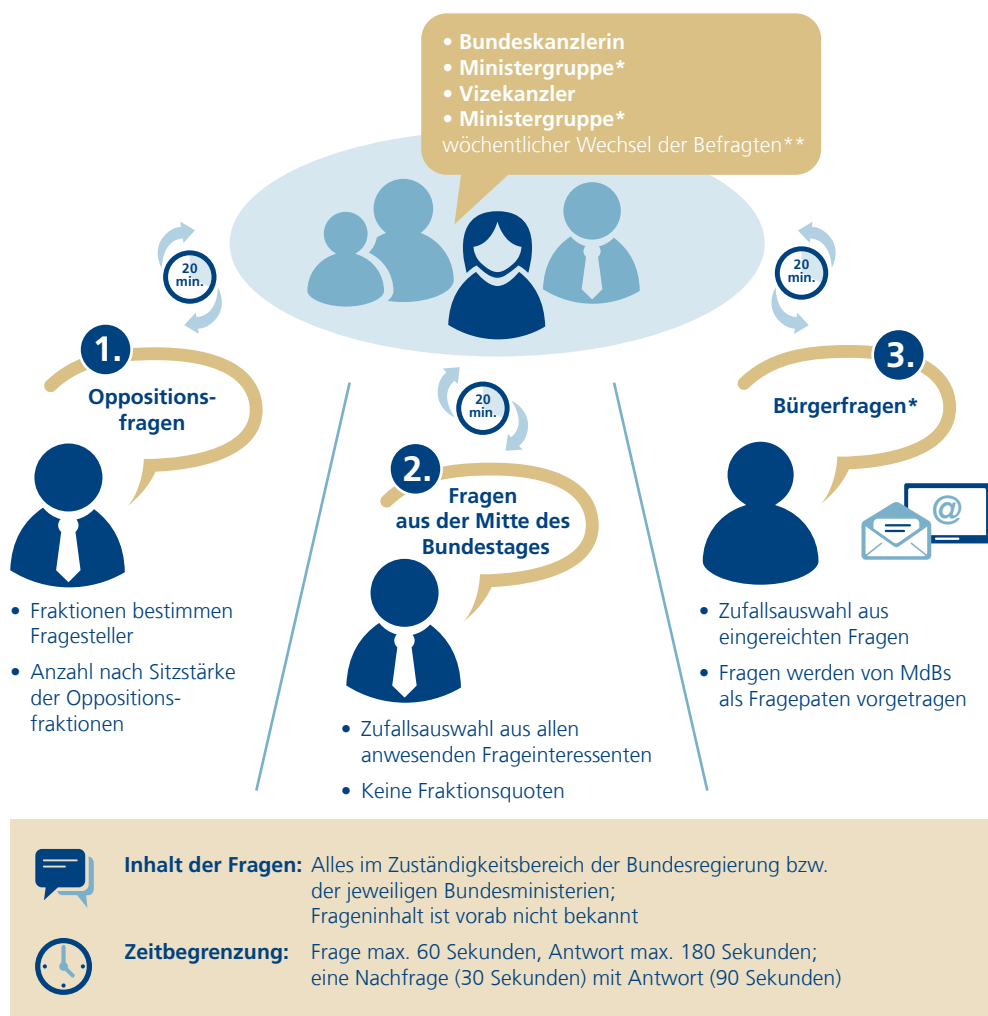 • Bundeskanzlerin
• Ministergruppe*
• Vizekanzler
• Ministergruppe*
wöchentlicher Wechsel der Befragten**
20
min.
20
min.
1.
Oppositions-
fragen
• Fraktionen bestimmen
Fragesteller
• Anzahl nach Sitzstärke
der Oppositions-
fraktionen
20
min.
2.
Fragen
aus der Mitte des
Bundestages
• Zufallsauswahl aus allen
anwesenden Frageinteressenten
• Keine Fraktionsquoten
3.
Bürgerfragen*
@
• Zufallsauswahl aus
eingereichten Fragen
• Fragen werden von MdBs
als Fragepaten vorgetragen
Inhalt der Fragen: Alles im Zuständigkeitsbereich der Bundesregierung bzw.
der jeweiligen Bundesministerien;
Frageninhalt ist vorab nicht bekannt
Zeitbegrenzung: Frage max. 60 Sekunden, Antwort max. 180 Sekunden;
eine Nachfrage (30 Sekunden) mit Antwort (90 Sekunden)